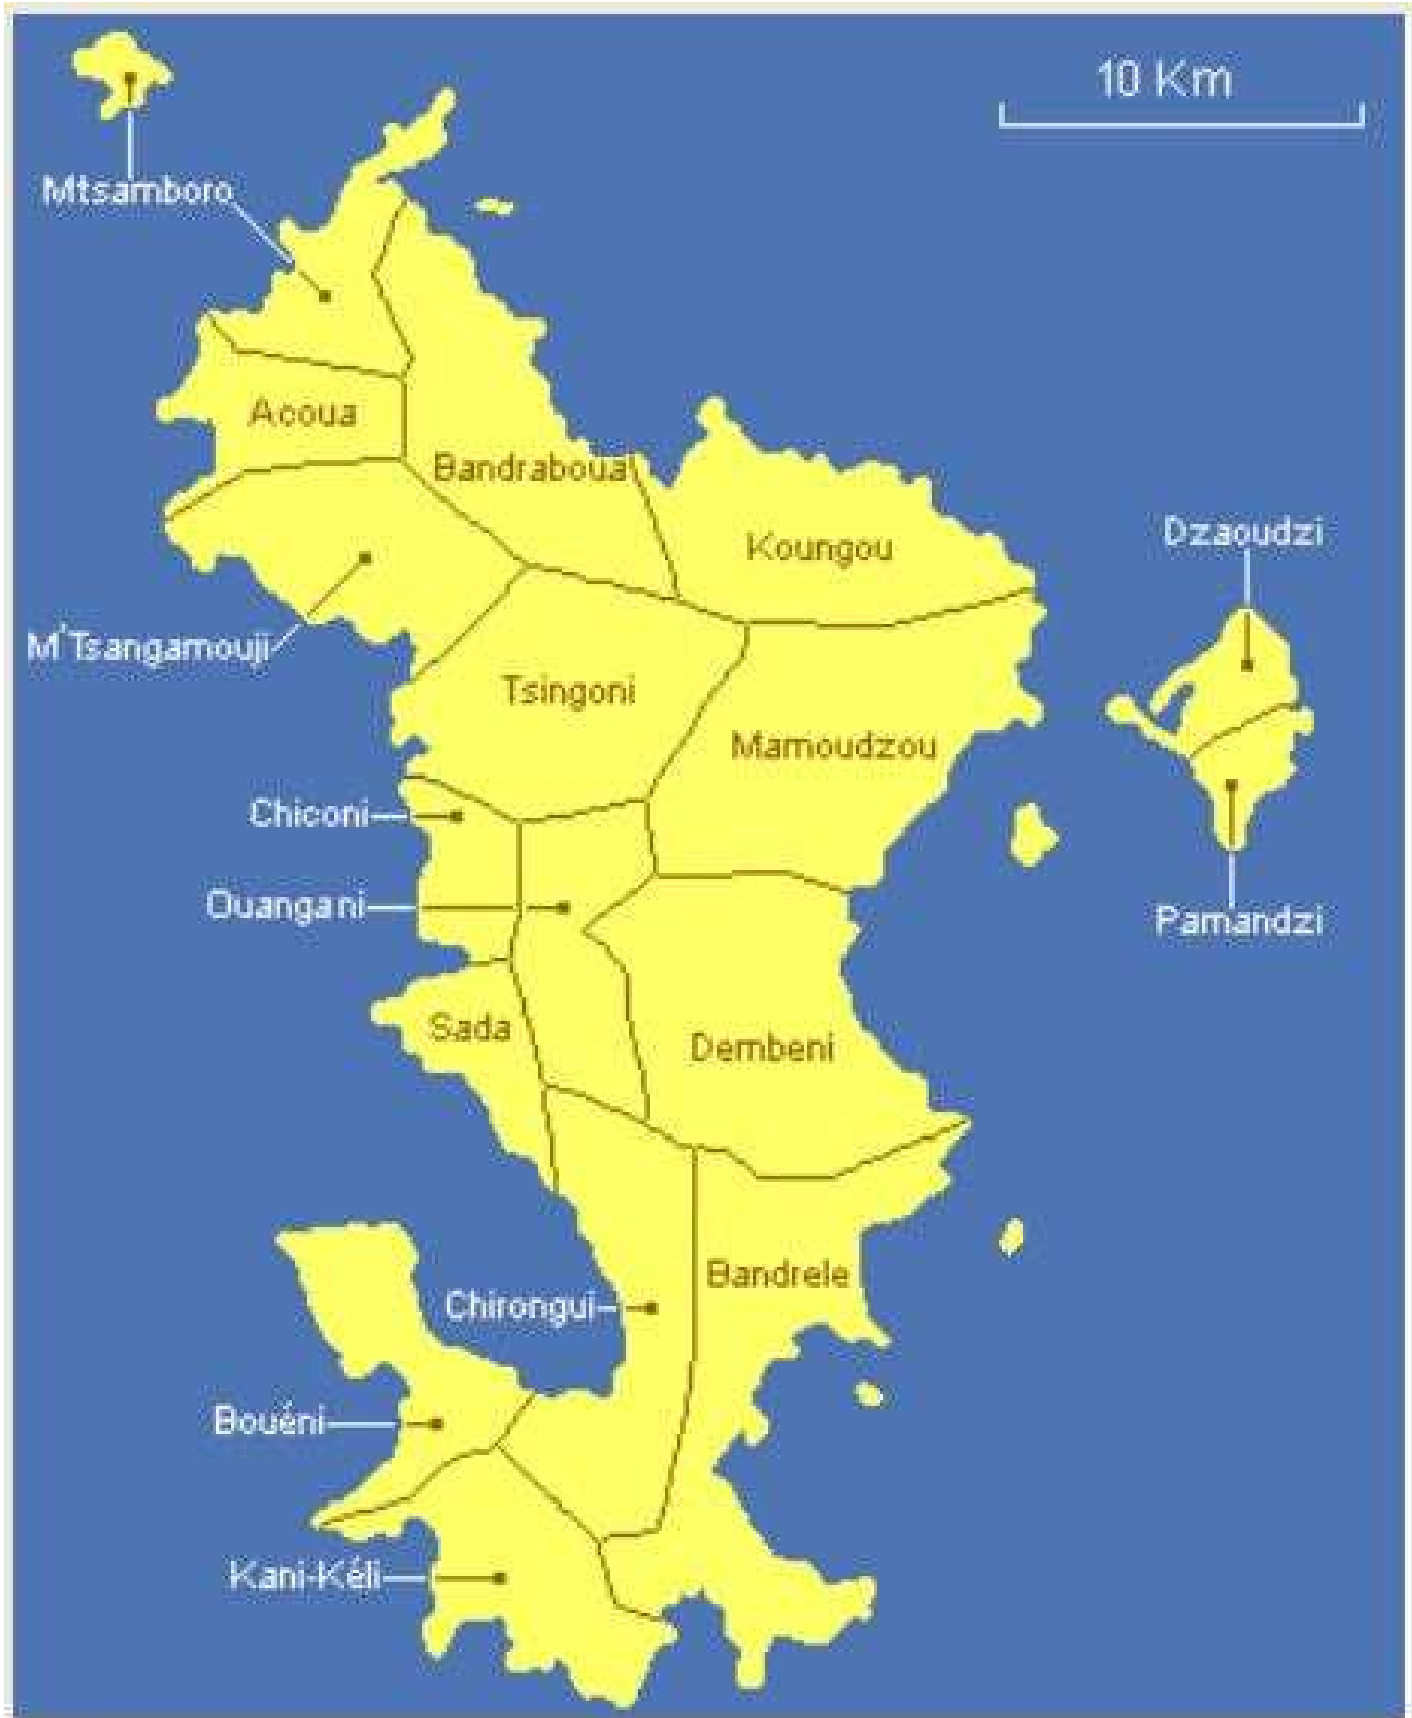 10 Km
Mtsamboro
Acoua
Bandraboua
Koungou
Dzaoudzi
M'Tsangamouji
Tsingoni
Mamoudzou
Chiconi
Ouangani
Pamandzi
Sada
Dembeni
Bandrele
Chirongui
Bouéni
Kani-Kéli